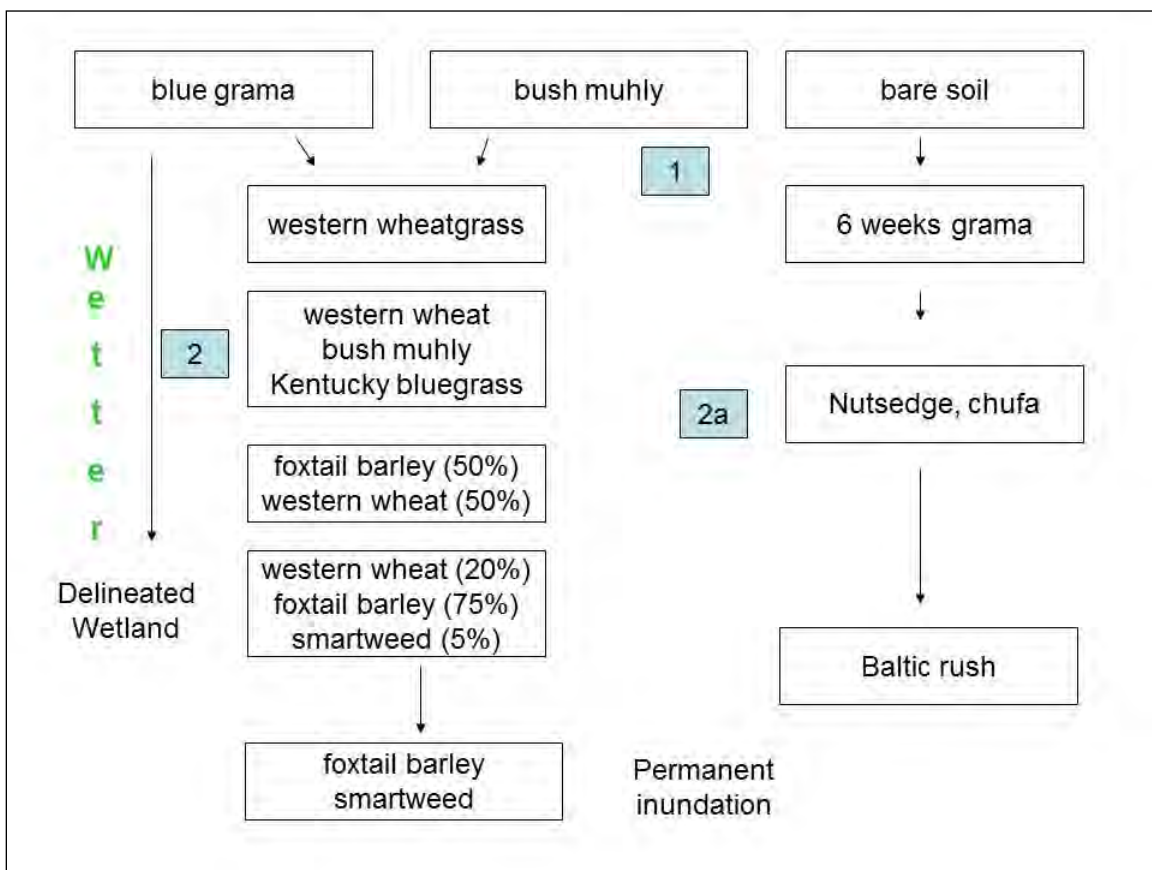 blue grama
bush muhly
bare soil
1
western wheatgrass
6 weeks grama
Wetter
2
western wheat
bush muhly
Kentucky bluegrass
2a
Nutsedge, chufa
foxtail barley (50%)
western wheat (50%)
Delineated
Wetland
western wheat (20%)
foxtail barley (75%)
smartweed (5%)
Baltic rush
foxtail barley
smartweed
Permanent
inundation